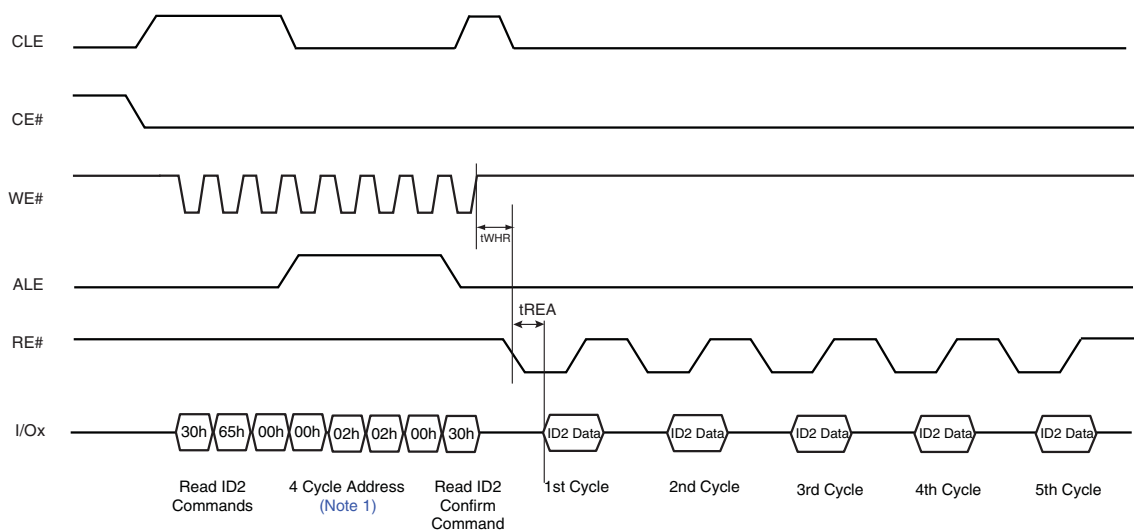 CLE
CE#
WE#
tWHR
ALE
tREA
RE#
I/Ox
30h 65h 00h 00h 02h 02h 00h 30h ID2 Data ID2 Data ID2 Data ID2 Data ID2 Data
Read ID2
Commands
4 Cycle Address
(Note 1)
Read ID2
Confirm
Command
1st Cycle
2nd Cycle
3rd Cycle
4th Cycle
5th Cycle